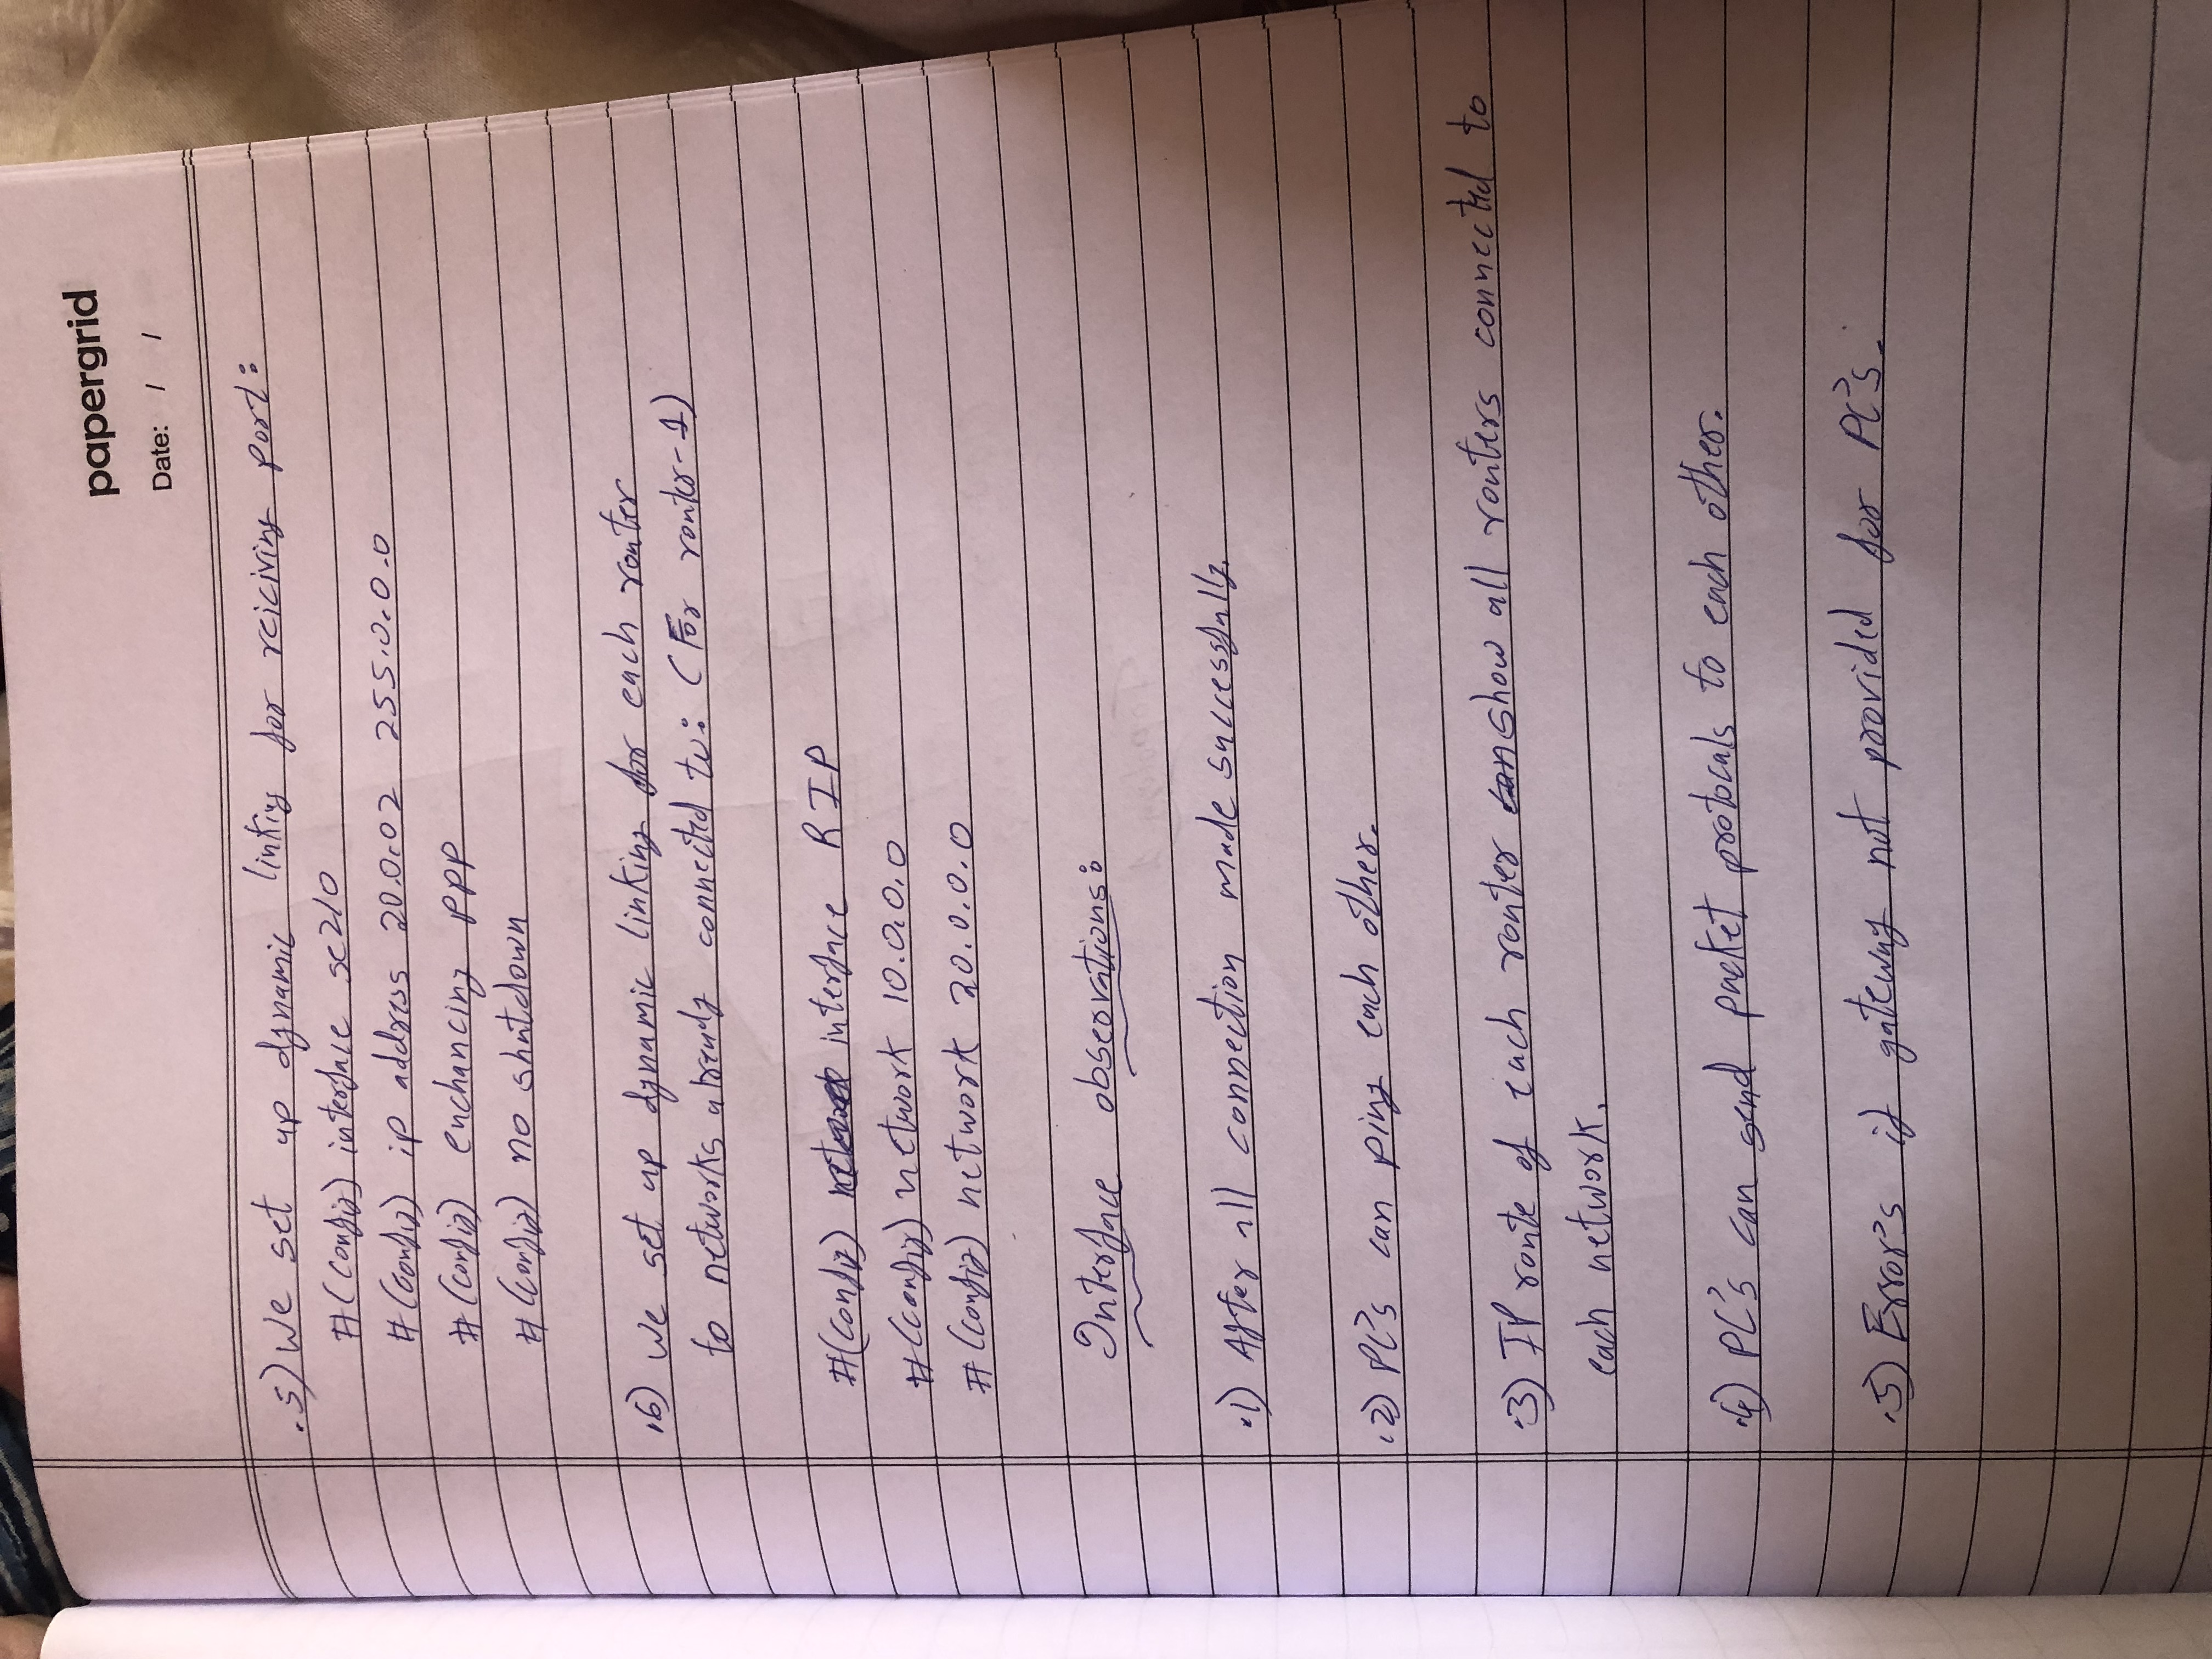 papergrid
Date: / /
.5) We set up dynamic linking for reiciving port:
#(config) interface se2/0
#(config) ip address 20.0.02 255.0.0.0
#(config) enchancing PPP
#(config) no shutdown
.6) We set up dynamic linking for each router
to networks already connected to: (For router-1)
#(config) interface RIP
#(config) network 10.0.0.0
#(config) network 20.0.0.0
Interface observations:
.1) After all connection made successfully.
.2) PC's can ping each other.
.3) IP route of each router can show all routers connected to
each network.
.4) PC's can send packet protocals to each other.
.5) Error's if gateway not provided for PC's.